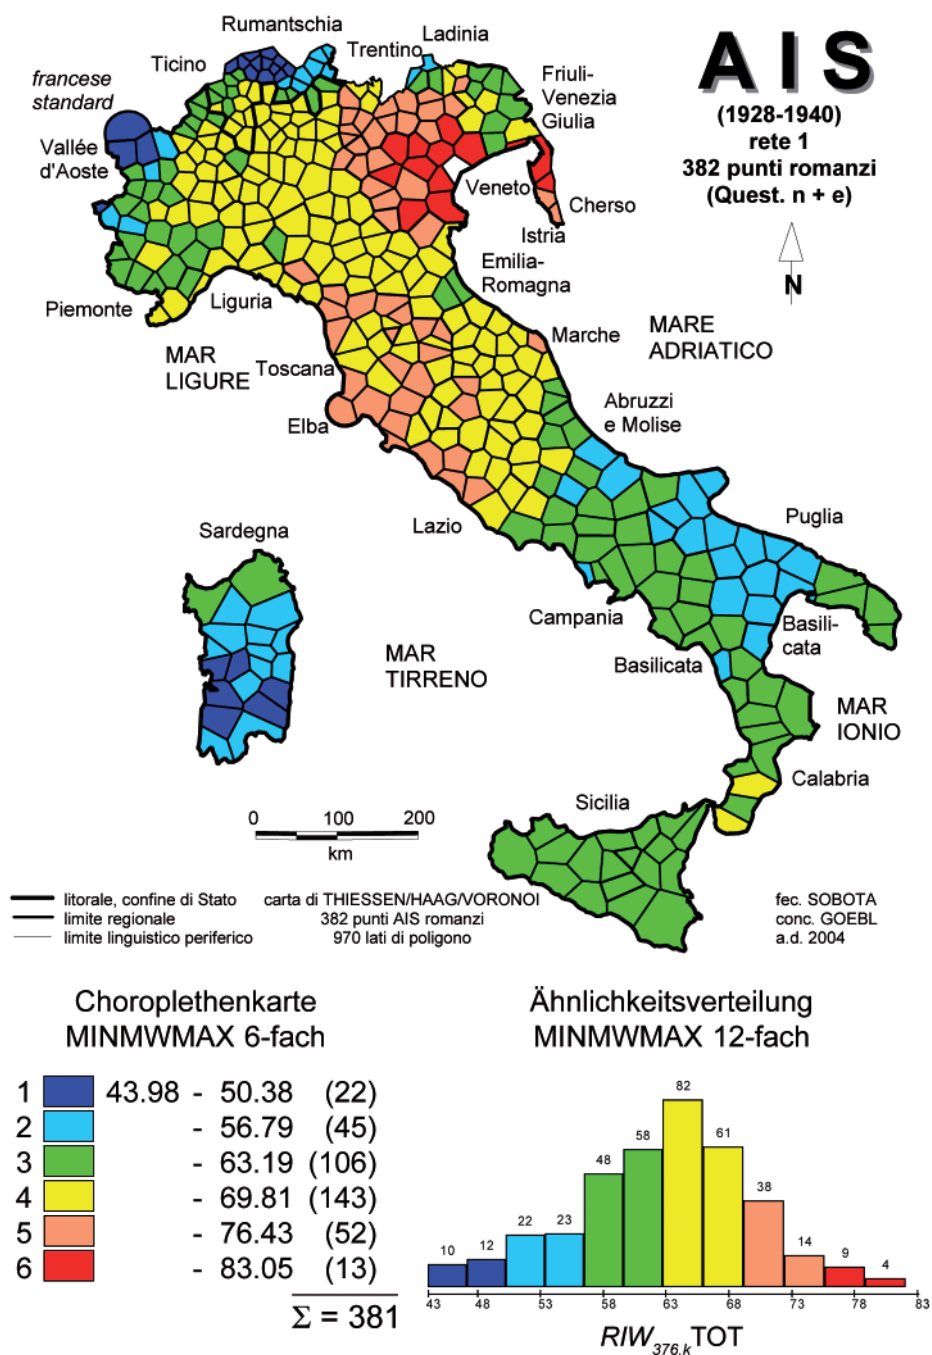 Rumantschia
Ladinia
Trentino
Ticino
francese
standard
Friuli-
Venezia
Giulia
Vallée
d'Aoste
A I S
(1928-1940)
rete 1
382 punti romanzi
(Quest. n + e)
Veneto
Cherso
Istria
N
Emilia-
Romagna
Piemonte
Liguria
MAR
LIGURE
Toscana
Marche
MARE
ADRIATICO
Elba
Abruzzi
e Molise
Lazio
Puglia
Sardegna
Campania
Basili-
cata
Basilicata
MAR
TIRRENO
MAR
IONIO
Calabria
Sicilia
0 100 200
km
litorale, confine di Stato
limite regionale
limite linguistico periferico
carta di THIESSEN/HAAG/VORONOI
382 punti AIS romanzi
970 lati di poligono
fec. SOBOTA
conc. GOEBL
a.d. 2004
Choroplethenkarte
MINMWMAX 6-fach
1 43.98 - 50.38 (22)
2 - 56.79 (45)
3 - 63.19 (106)
4 - 69.81 (143)
5 - 76.43 (52)
6 - 83.05 (13)
Σ = 381
Ähnlichkeitsverteilung
MINMWMAX 12-fach
10 12 22 23 48 58 82 61 38 14 9 4
43 48 53 58 63 68 73 78 83
RIW376,kTOT